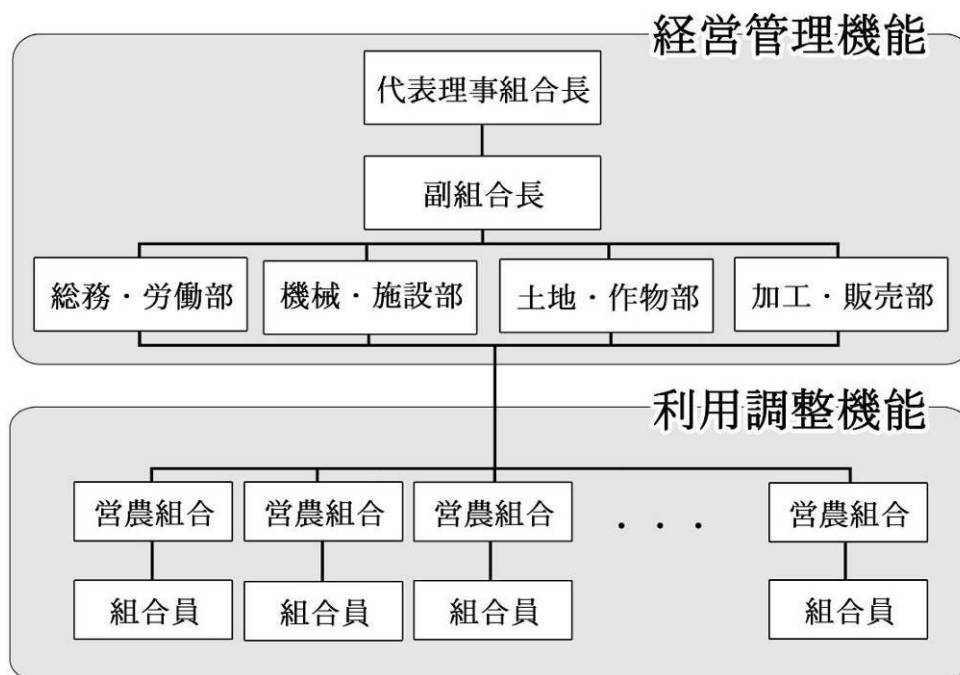 経営管理機能
代表理事組合長
副組合長
総務・労働部
機械・施設部
土地・作物部
加工・販売部
利用調整機能
営農組合
営農組合
営農組合
・・・
営農組合
組合員
組合員
組合員
組合員